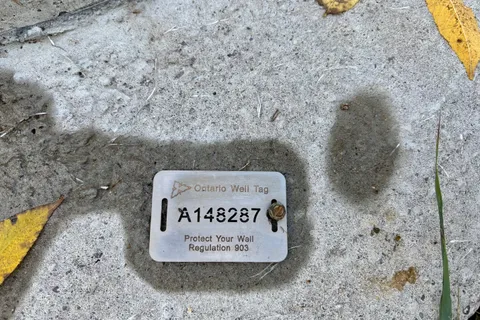 Ontario Well Tag
A148287
Protect Your Well
Regulation 903